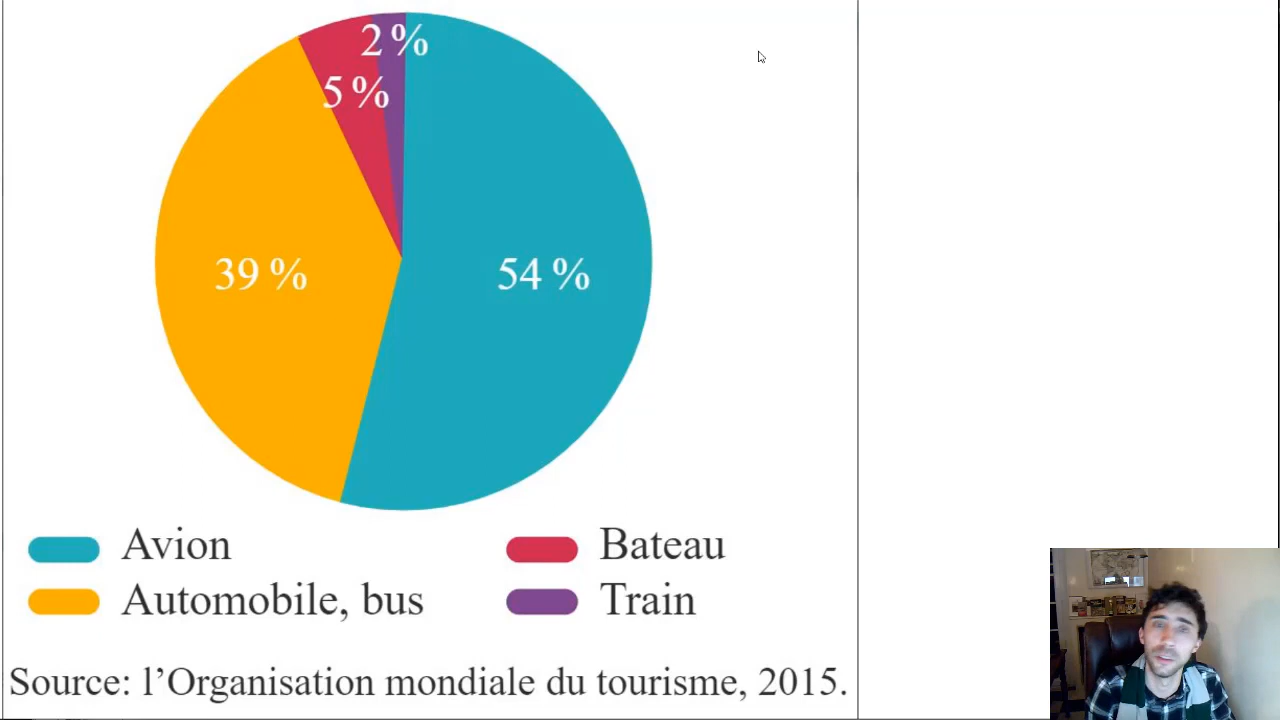 2 %
5 %
39 %
54 %
Avion
Bateau
Automobile, bus
Train
Source: l’Organisation mondiale du tourisme, 2015.